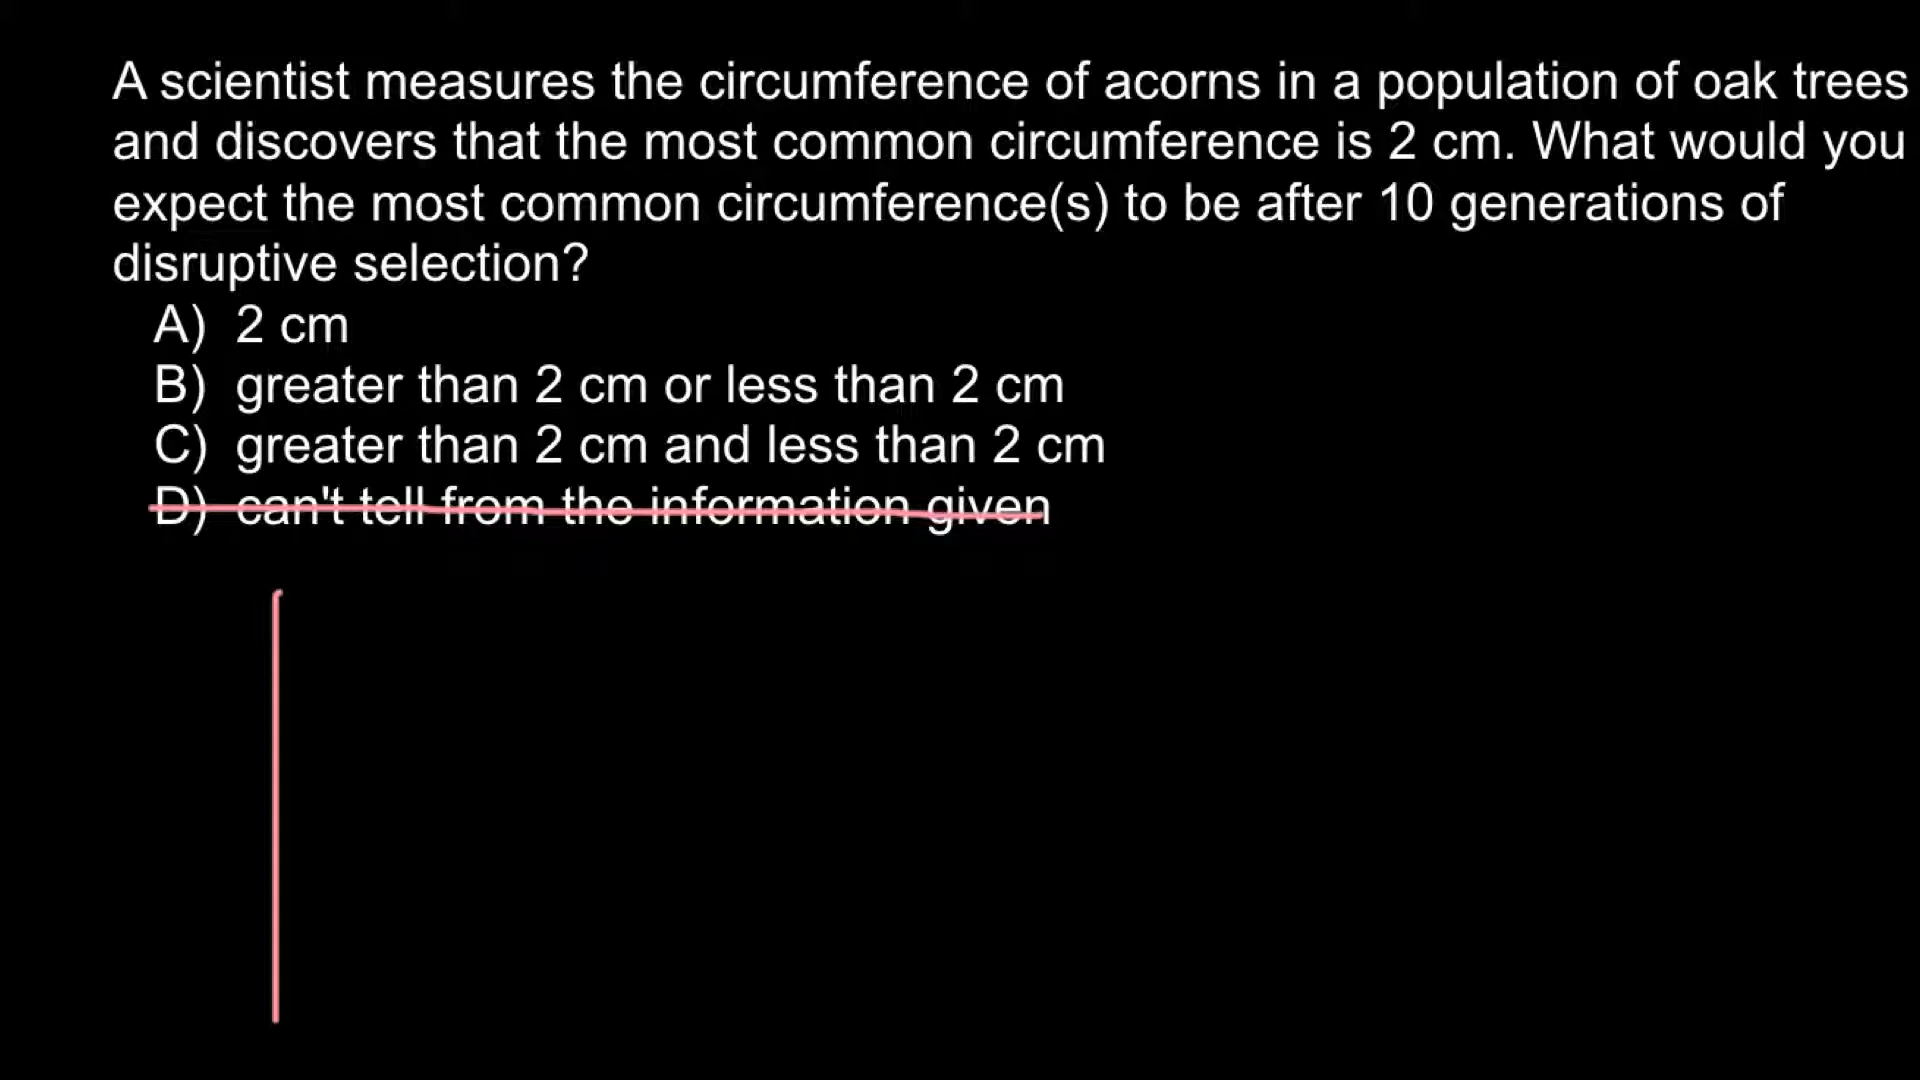 A scientist measures the circumference of acorns in a population of oak trees
and discovers that the most common circumference is 2 cm. What would you
expect the most common circumference(s) to be after 10 generations of
disruptive selection?
A) 2 cm
B) greater than 2 cm or less than 2 cm
C) greater than 2 cm and less than 2 cm
D) can't tell from the information given